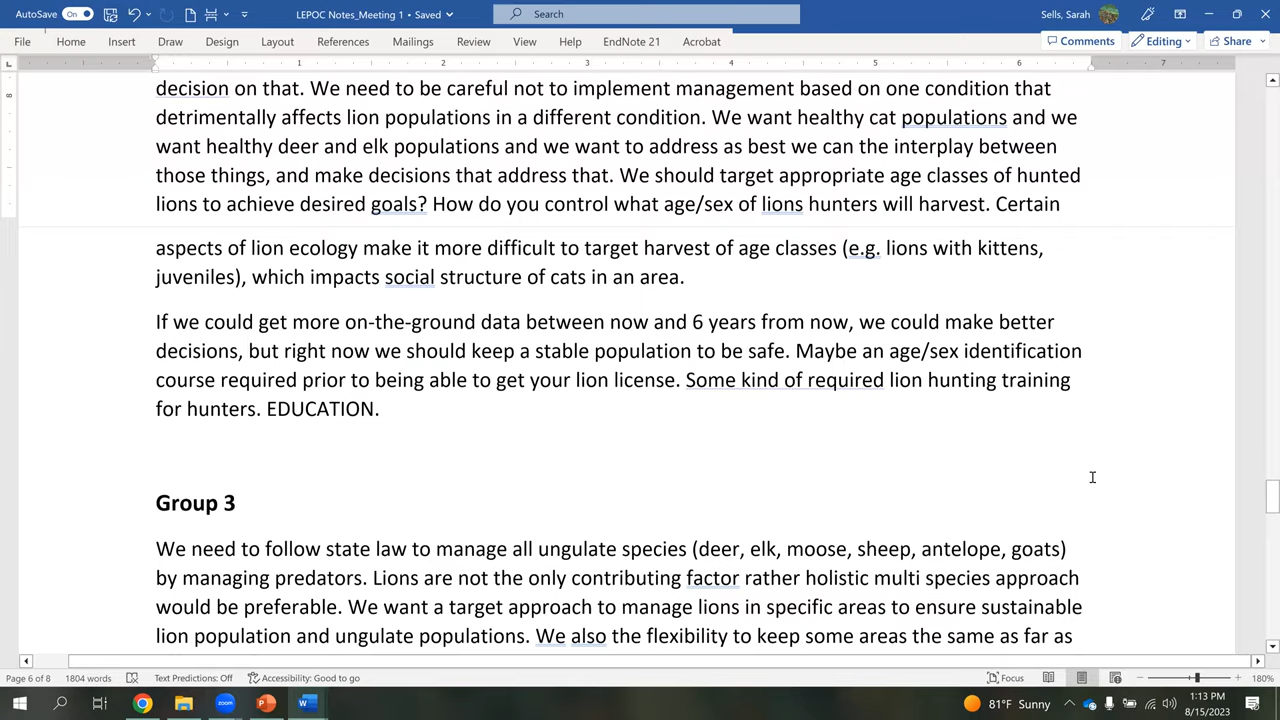 AutoSave On LEPOC Notes_Meeting 1 • Saved Search Sells, Sarah
File Home Insert Draw Design Layout References Mailings Review View Help EndNote 21 Acrobat Comments Editing Share
1 2 3 4 5 6 7
8
decision on that. We need to be careful not to implement management based on one condition that
detrimentally affects lion populations in a different condition. We want healthy cat populations and we
want healthy deer and elk populations and we want to address as best we can the interplay between
those things, and make decisions that address that. We should target appropriate age classes of hunted
lions to achieve desired goals? How do you control what age/sex of lions hunters will harvest. Certain
aspects of lion ecology make it more difficult to target harvest of age classes (e.g. lions with kittens,
juveniles), which impacts social structure of cats in an area.
If we could get more on-the-ground data between now and 6 years from now, we could make better
decisions, but right now we should keep a stable population to be safe. Maybe an age/sex identification
course required prior to being able to get your lion license. Some kind of required lion hunting training
for hunters. EDUCATION.
Group 3
We need to follow state law to manage all ungulate species (deer, elk, moose, sheep, antelope, goats)
by managing predators. Lions are not the only contributing factor rather holistic multi species approach
would be preferable. We want a target approach to manage lions in specific areas to ensure sustainable
lion population and ungulate populations. We also the flexibility to keep some areas the same as far as
Page 6 of 8 1804 words Text Predictions: Off Accessibility: Good to go Focus 180%
zoom 81°F Sunny 1:13 PM
8/15/2023